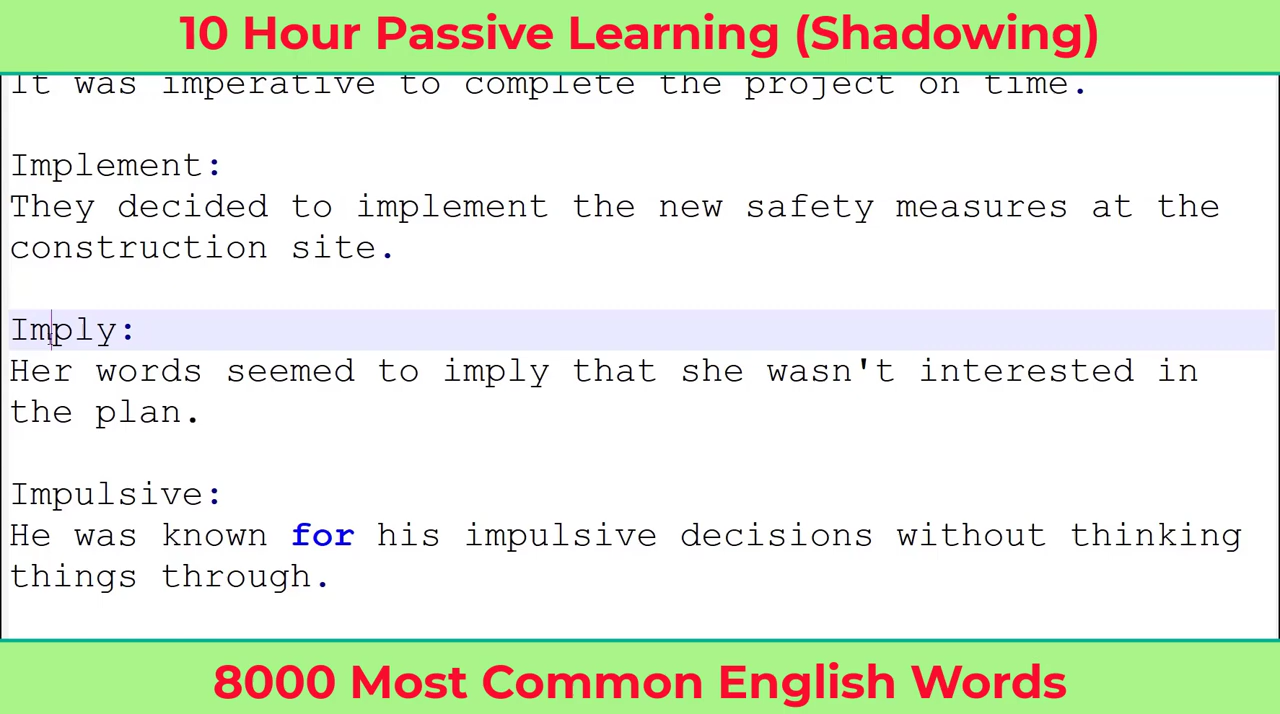 10 Hour Passive Learning (Shadowing)
It was imperative to complete the project on time.
Implement:
They decided to implement the new safety measures at the
construction site.
Imply:
Her words seemed to imply that she wasn't interested in
the plan.
Impulsive:
He was known for his impulsive decisions without thinking
things through.
8000 Most Common English Words